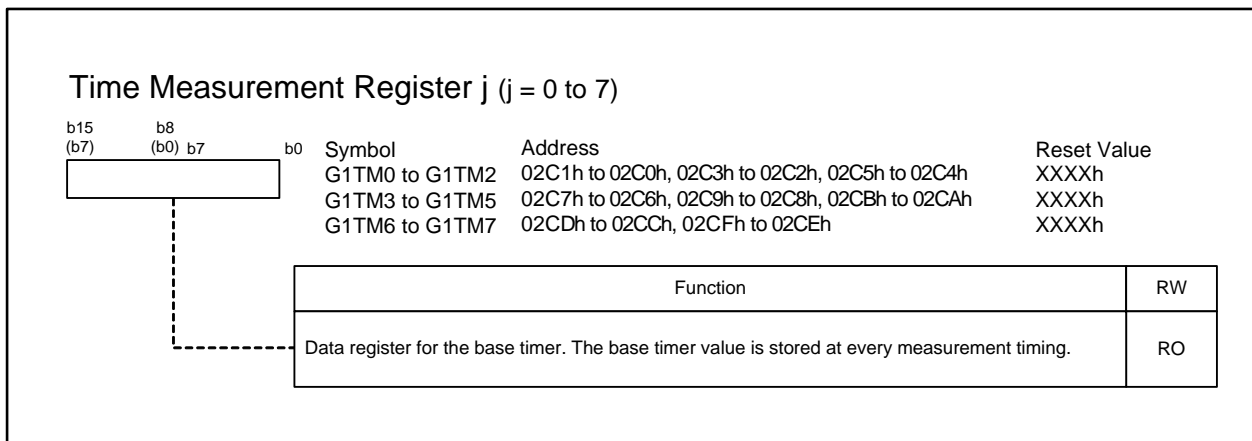 Time Measurement Register j (j = 0 to 7)
b15 b8
(b7) (b0) b7 b0
Symbol Address Reset Value
G1TM0 to G1TM2 02C1h to 02C0h, 02C3h to 02C2h, 02C5h to 02C4h XXXXh
G1TM3 to G1TM5 02C7h to 02C6h, 02C9h to 02C8h, 02CBh to 02CAh XXXXh
G1TM6 to G1TM7 02CDh to 02CCh, 02CFh to 02CEh XXXXh
Function RW
Data register for the base timer. The base timer value is stored at every measurement timing. RO